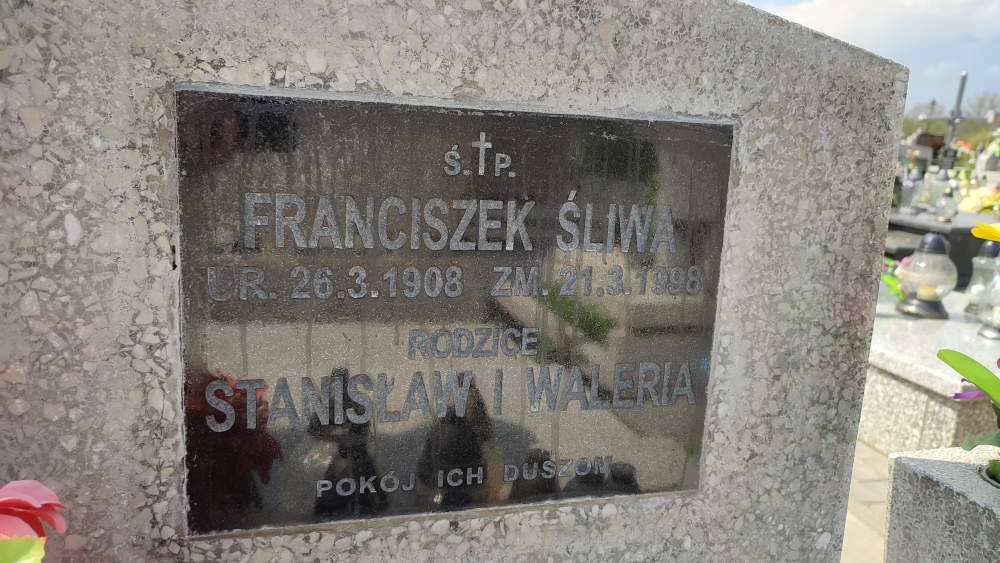 Ś.†P.
FRANCISZEK ŚLIWA
UR. 26.3.1908 ZM. 21.3.1998
RODZICE
STANISŁAW I WALERIA
POKÓJ ICH DUSZOM